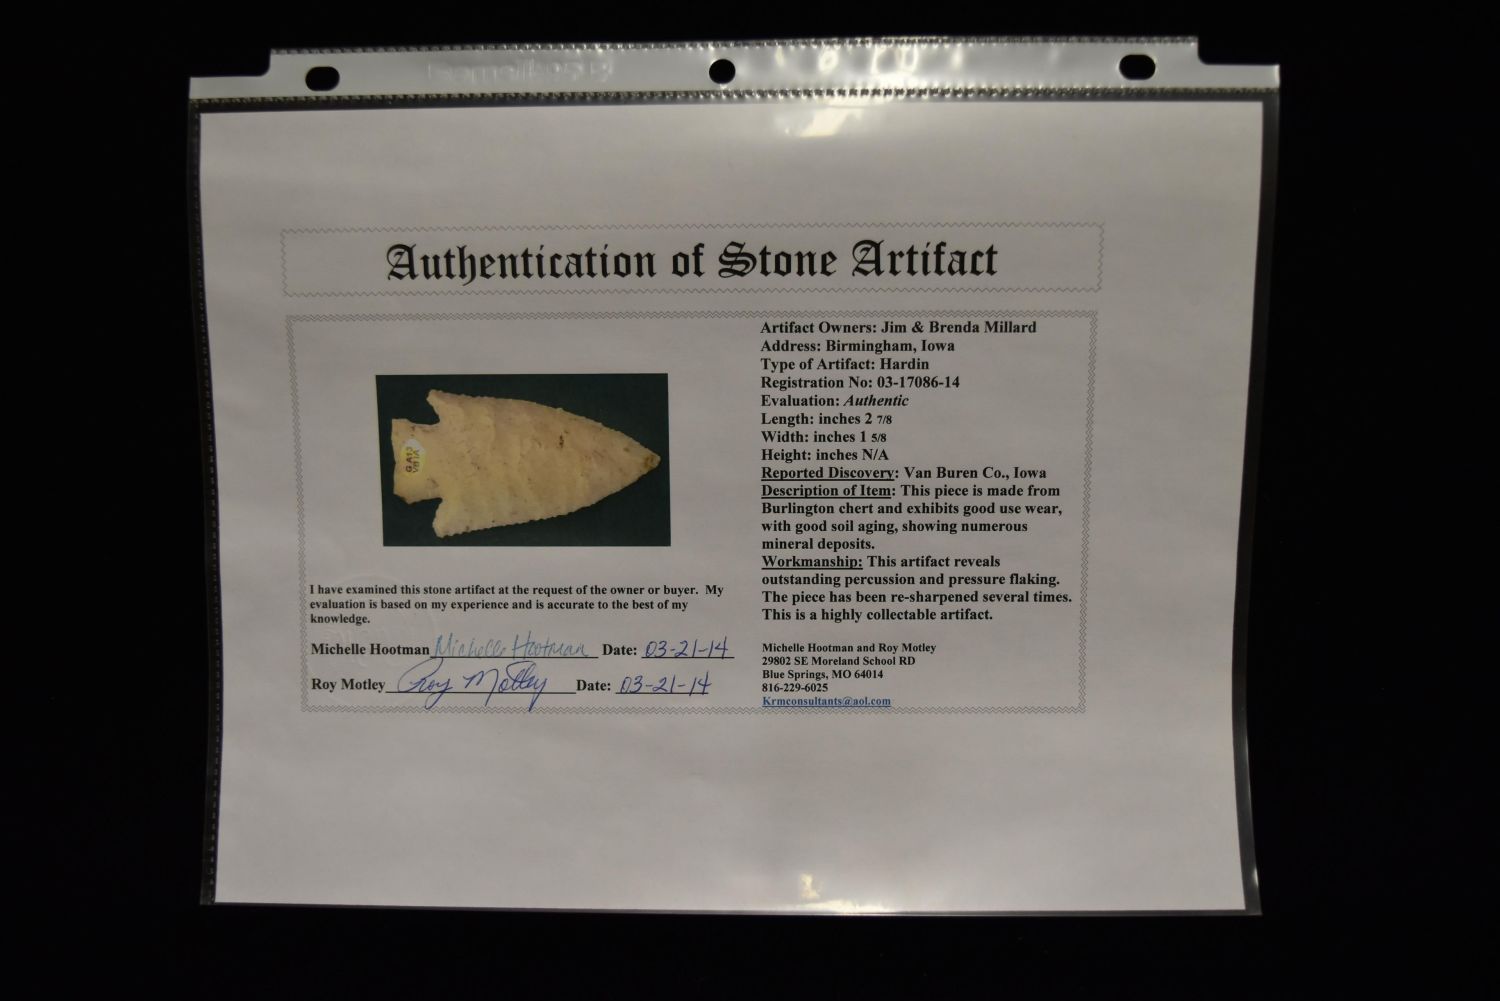 Authentication of Stone Artifact
Artifact Owners: Jim & Brenda Millard
Address: Birmingham, Iowa
Type of Artifact: Hardin
Registration No: 03-17086-14
Evaluation: Authentic
Length: inches 2 7/8
Width: inches 1 5/8
Height: inches N/A
Reported Discovery: Van Buren Co., Iowa
Description of Item: This piece is made from
Burlington chert and exhibits good use wear,
with good soil aging, showing numerous
mineral deposits.
Workmanship: This artifact reveals
outstanding percussion and pressure flaking.
The piece has been re-sharpened several times.
This is a highly collectable artifact.
GA13
VB1A
I have examined this stone artifact at the request of the owner or buyer. My
evaluation is based on my experience and is accurate to the best of my
knowledge.
Michelle Hootman Michelle Hootman Date: 03-21-14
Roy Motley Roy Motley Date: 03-21-14
Michelle Hootman and Roy Motley
29802 SE Moreland School RD
Blue Springs, MO 64014
816-229-6025
Krmconsultants@aol.com